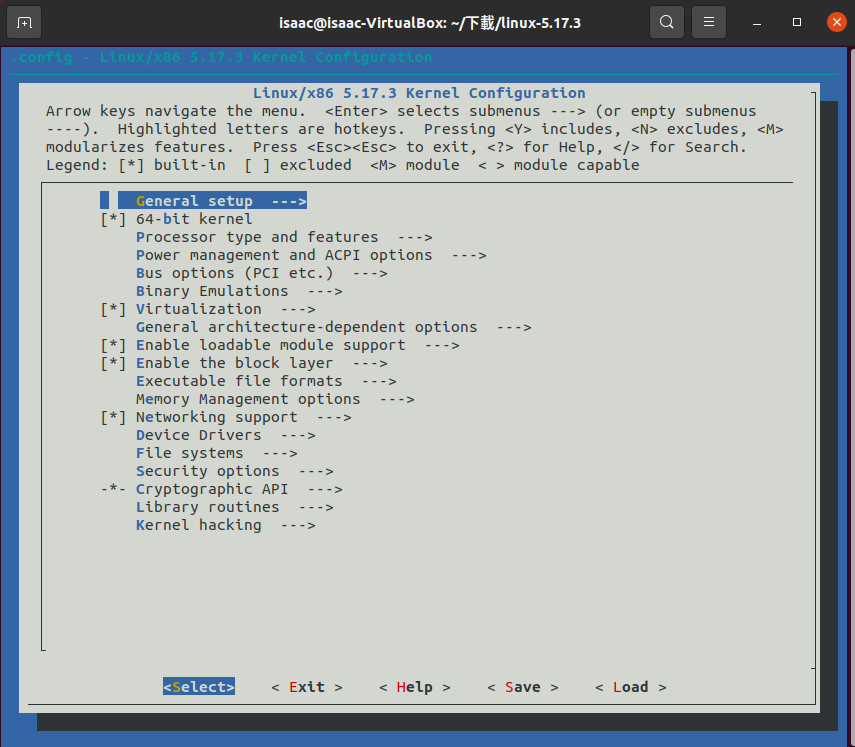 isaac@isaac-VirtualBox: ~/下載/linux-5.17.3
.config - Linux/x86 5.17.3 Kernel Configuration
Linux/x86 5.17.3 Kernel Configuration
Arrow keys navigate the menu.  <Enter> selects submenus ---> (or empty submenus
----).  Highlighted letters are hotkeys.  Pressing <Y> includes, <N> excludes, <M>
modularizes features.  Press <Esc><Esc> to exit, <?> for Help, </> for Search.
Legend: [*] built-in  [ ] excluded  <M> module  < > module capable
General setup  --->
[*] 64-bit kernel
Processor type and features  --->
Power management and ACPI options  --->
Bus options (PCI etc.)  --->
Binary Emulations  --->
[*] Virtualization  --->
General architecture-dependent options  --->
[*] Enable loadable module support  --->
[*] Enable the block layer  --->
Executable file formats  --->
Memory Management options  --->
[*] Networking support  --->
Device Drivers  --->
File systems  --->
Security options  --->
-*- Cryptographic API  --->
Library routines  --->
Kernel hacking  --->
<Select>    < Exit >    < Help >    < Save >    < Load >